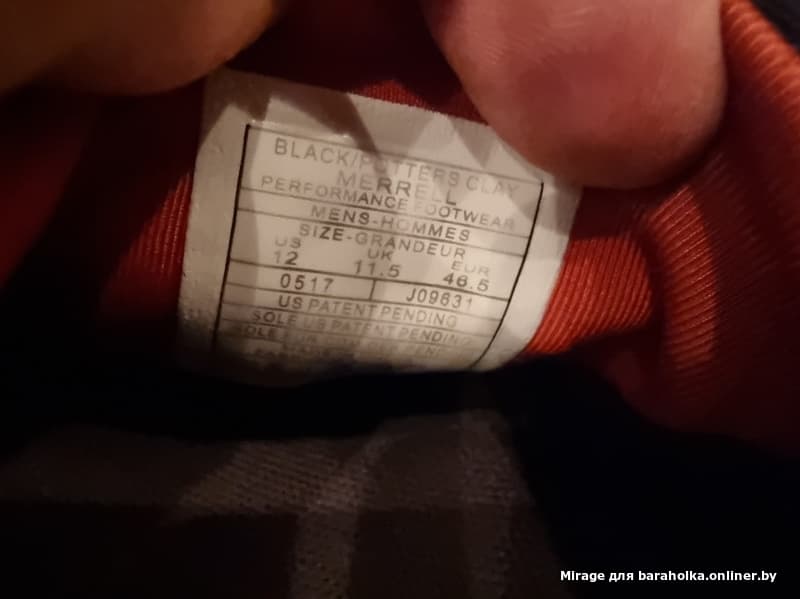 BLACK/POTTERS CLAY
MERRELL
PERFORMANCE FOOTWEAR
MENS-HOMMES
SIZE-GRANDEUR
US UK EUR
12 11.5 46.5
0517 J09631
US PATENT PENDING
SOLE US PATENT PENDING
SOLE
Mirage для baraholka.onliner.by